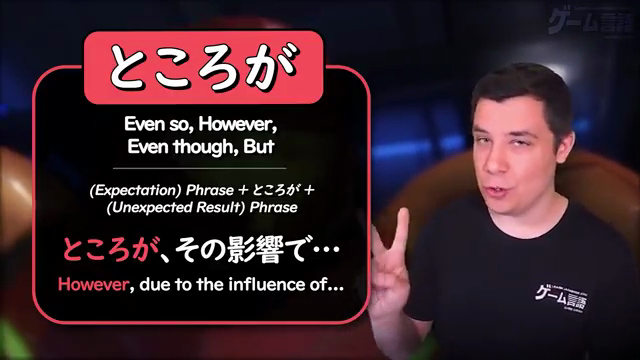 ところが
Even so, However,
Even though, But
(Expectation) Phrase + ところが +
(Unexpected Result) Phrase
ところが、その影響で…
However, due to the influence of...
ゲーム言語
ゲーム言語